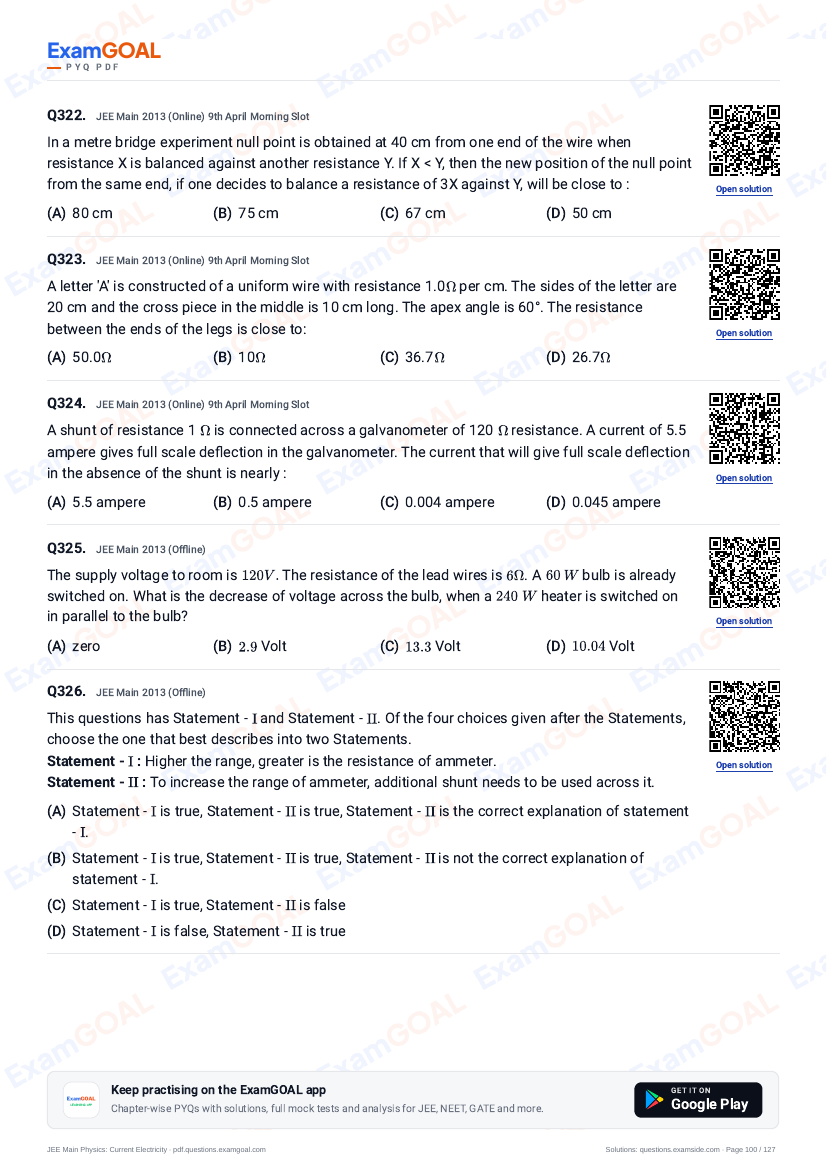 ExamGOAL
PYQ PDF
Q322. JEE Main 2013 (Online) 9th April Morning Slot
In a metre bridge experiment null point is obtained at 40 cm from one end of the wire when
resistance X is balanced against another resistance Y. If X < Y, then the new position of the null point
from the same end, if one decides to balance a resistance of 3X against Y, will be close to :
(A) 80 cm (B) 75 cm (C) 67 cm (D) 50 cm
Open solution
Q323. JEE Main 2013 (Online) 9th April Morning Slot
A letter 'A' is constructed of a uniform wire with resistance 1.0Ω per cm. The sides of the letter are
20 cm and the cross piece in the middle is 10 cm long. The apex angle is 60°. The resistance
between the ends of the legs is close to:
(A) 50.0Ω (B) 10Ω (C) 36.7Ω (D) 26.7Ω
Open solution
Q324. JEE Main 2013 (Online) 9th April Morning Slot
A shunt of resistance 1 Ω is connected across a galvanometer of 120 Ω resistance. A current of 5.5
ampere gives full scale deflection in the galvanometer. The current that will give full scale deflection
in the absence of the shunt is nearly :
(A) 5.5 ampere (B) 0.5 ampere (C) 0.004 ampere (D) 0.045 ampere
Open solution
Q325. JEE Main 2013 (Offline)
The supply voltage to room is 120V. The resistance of the lead wires is 6Ω. A 60 W bulb is already
switched on. What is the decrease of voltage across the bulb, when a 240 W heater is switched on
in parallel to the bulb?
(A) zero (B) 2.9 Volt (C) 13.3 Volt (D) 10.04 Volt
Open solution
Q326. JEE Main 2013 (Offline)
This questions has Statement - I and Statement - II. Of the four choices given after the Statements,
choose the one that best describes into two Statements.
Statement - I : Higher the range, greater is the resistance of ammeter.
Statement - II : To increase the range of ammeter, additional shunt needs to be used across it.
(A) Statement - I is true, Statement - II is true, Statement - II is the correct explanation of statement
- I.
(B) Statement - I is true, Statement - II is true, Statement - II is not the correct explanation of
statement - I.
(C) Statement - I is true, Statement - II is false
(D) Statement - I is false, Statement - II is true
Open solution
ExamGOAL
Keep practising on the ExamGOAL app
Chapter-wise PYQs with solutions, full mock tests and analysis for JEE, NEET, GATE and more.
GET IT ON
Google Play
JEE Main Physics: Current Electricity · pdf.questions.examgoal.com
Solutions: questions.examside.com · Page 100 / 127